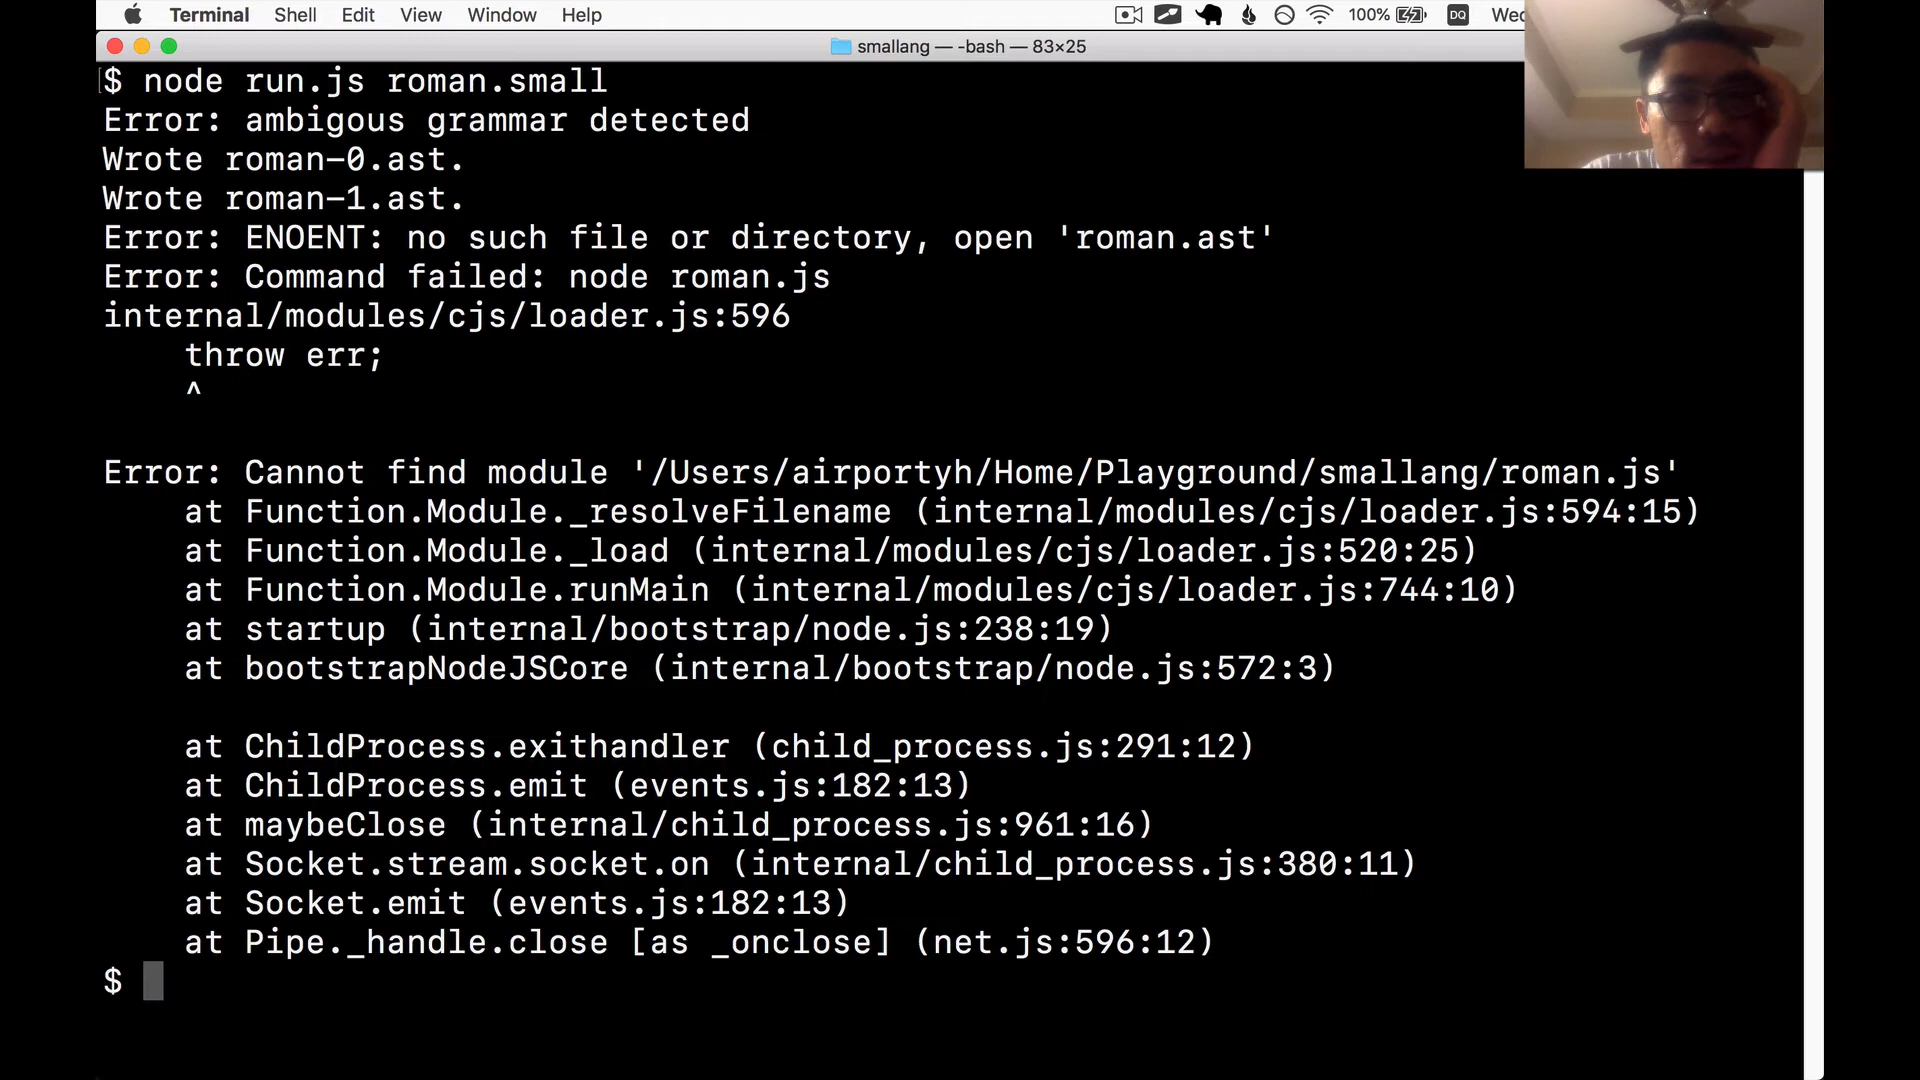 Terminal Shell Edit View Window Help 100% DQ Wed
smallang — -bash — 83×25
$ node run.js roman.small
Error: ambigous grammar detected
Wrote roman-0.ast.
Wrote roman-1.ast.
Error: ENOENT: no such file or directory, open 'roman.ast'
Error: Command failed: node roman.js
internal/modules/cjs/loader.js:596
throw err;
^
Error: Cannot find module '/Users/airportyh/Home/Playground/smallang/roman.js'
at Function.Module._resolveFilename (internal/modules/cjs/loader.js:594:15)
at Function.Module._load (internal/modules/cjs/loader.js:520:25)
at Function.Module.runMain (internal/modules/cjs/loader.js:744:10)
at startup (internal/bootstrap/node.js:238:19)
at bootstrapNodeJSCore (internal/bootstrap/node.js:572:3)
at ChildProcess.exithandler (child_process.js:291:12)
at ChildProcess.emit (events.js:182:13)
at maybeClose (internal/child_process.js:961:16)
at Socket.stream.socket.on (internal/child_process.js:380:11)
at Socket.emit (events.js:182:13)
at Pipe._handle.close [as _onclose] (net.js:596:12)
$